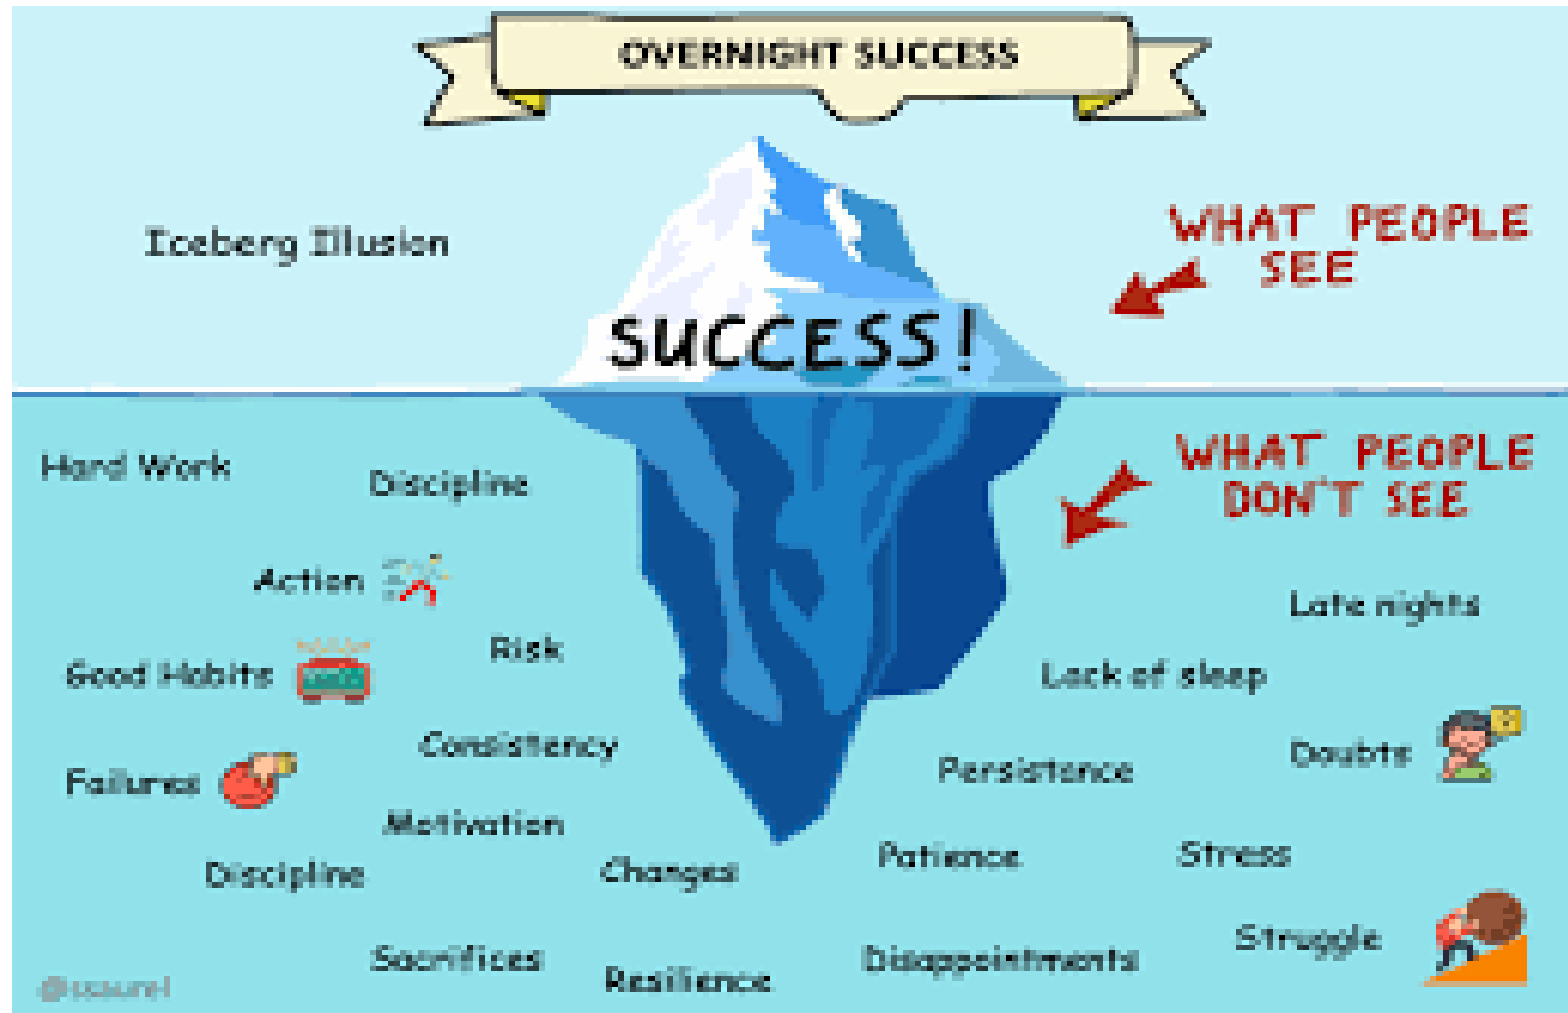 OVERNIGHT SUCCESS
Iceberg Illusion
WHAT PEOPLE
SEE
SUCCESS!
WHAT PEOPLE
DON'T SEE
Hard Work
Discipline
Action
Risk
Good Habits
Consistency
Failures
Motivation
Discipline
Changes
Sacrifices
Resilience
Late nights
Lack of sleep
Doubts
Persistence
Patience
Stress
Struggle
Disappointments
@ssaurel